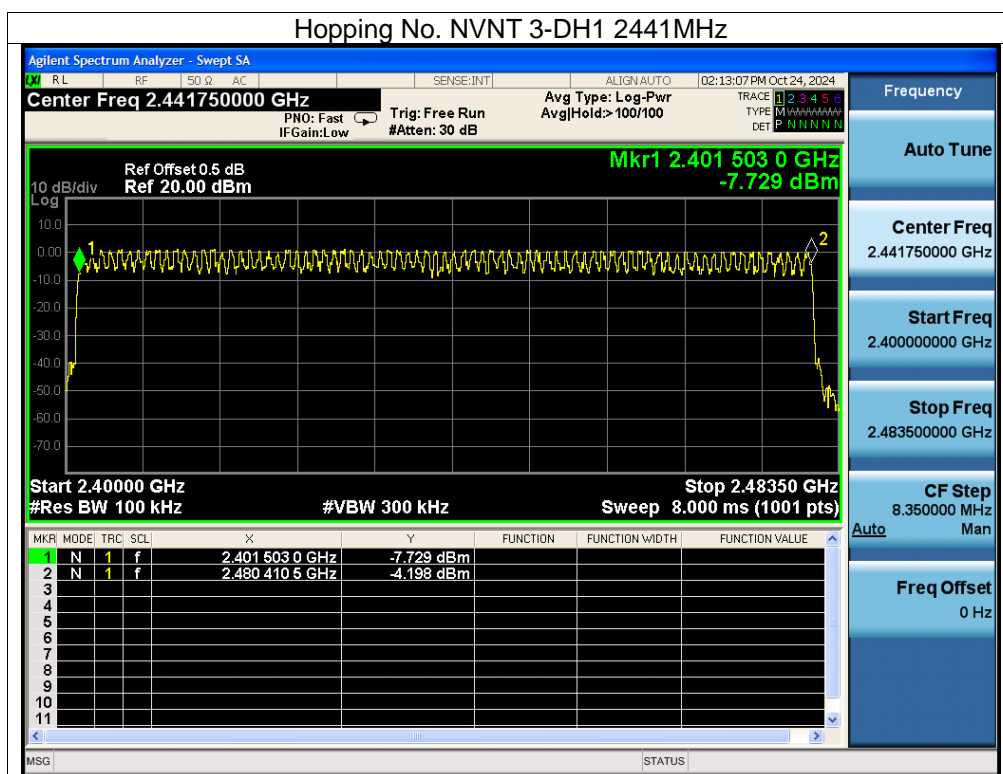 Hopping No. NVNT 3-DH1 2441MHz
Agilent Spectrum Analyzer - Swept SA
LXI RL RF 50 Ω AC SENSE:INT ALIGN AUTO 02:13:07 PM Oct 24, 2024
Center Freq 2.441750000 GHz
PNO: Fast
IFGain:Low
Trig: Free Run
#Atten: 30 dB
Avg Type: Log-Pwr
Avg|Hold:>100/100
TRACE 1 2 3 4 5 6
TYPE M WWWWW
DET P N N N N N
Mkr1 2.401 503 0 GHz
-7.729 dBm
Ref Offset 0.5 dB
10 dB/div Ref 20.00 dBm
Log
10.0
0.00
-10.0
-20.0
-30.0
-40.0
-50.0
-60.0
-70.0
1
2
Start 2.40000 GHz Stop 2.48350 GHz
#Res BW 100 kHz #VBW 300 kHz Sweep 8.000 ms (1001 pts)
MKR MODE TRC SCL X Y FUNCTION FUNCTION WIDTH FUNCTION VALUE
1 N 1 f 2.401 503 0 GHz -7.729 dBm
2 N 1 f 2.480 410 5 GHz -4.198 dBm
3
4
5
6
7
8
9
10
11
MSG STATUS
Frequency
Auto Tune
Center Freq
2.441750000 GHz
Start Freq
2.400000000 GHz
Stop Freq
2.483500000 GHz
CF Step
8.350000 MHz
Auto Man
Freq Offset
0 Hz